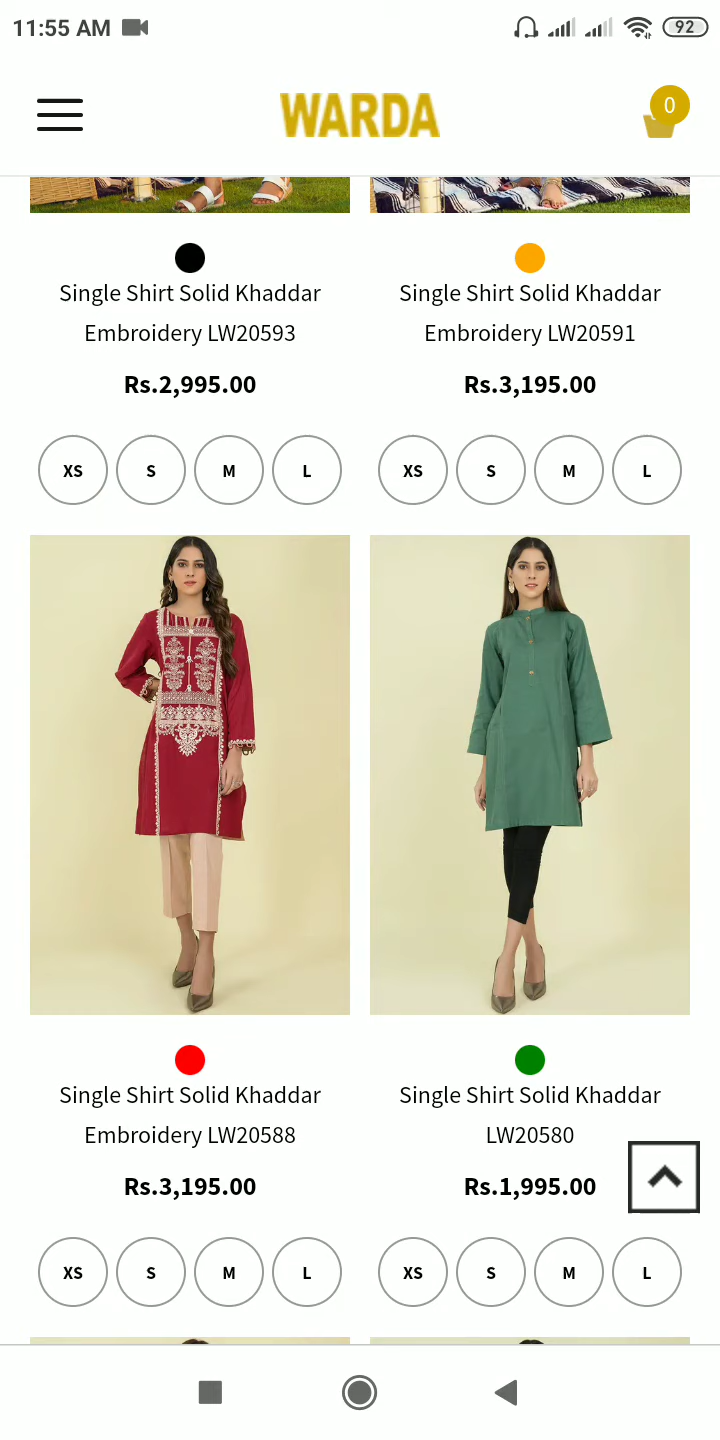 11:55 AM
92
WARDA
0
Single Shirt Solid Khaddar
Embroidery LW20593
Rs.2,995.00
XS S M L
Single Shirt Solid Khaddar
Embroidery LW20591
Rs.3,195.00
XS S M L
Single Shirt Solid Khaddar
Embroidery LW20588
Rs.3,195.00
XS S M L
Single Shirt Solid Khaddar
LW20580
Rs.1,995.00
XS S M L